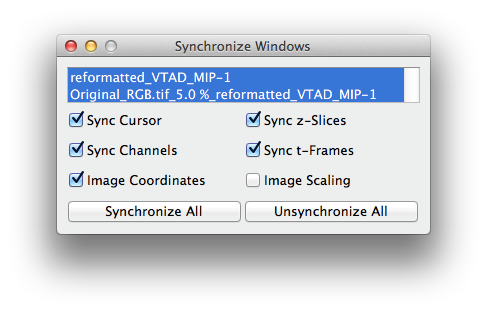 Synchronize Windows
reformatted_VTAD_MIP-1
Original_RGB.tif_5.0 %_reformatted_VTAD_MIP-1
Sync Cursor
Sync z-Slices
Sync Channels
Sync t-Frames
Image Coordinates
Image Scaling
Synchronize All
Unsynchronize All